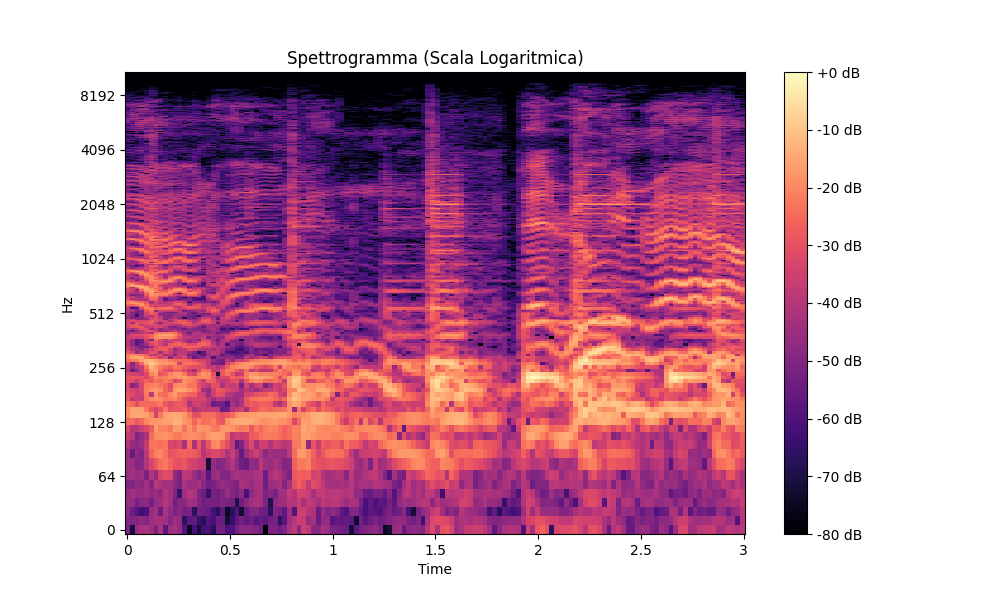 Spettrogramma (Scala Logaritmica)
8192
4096
2048
1024
512
256
128
64
0
Hz
0
0.5
1
1.5
2
2.5
3
Time
+0 dB
-10 dB
-20 dB
-30 dB
-40 dB
-50 dB
-60 dB
-70 dB
-80 dB